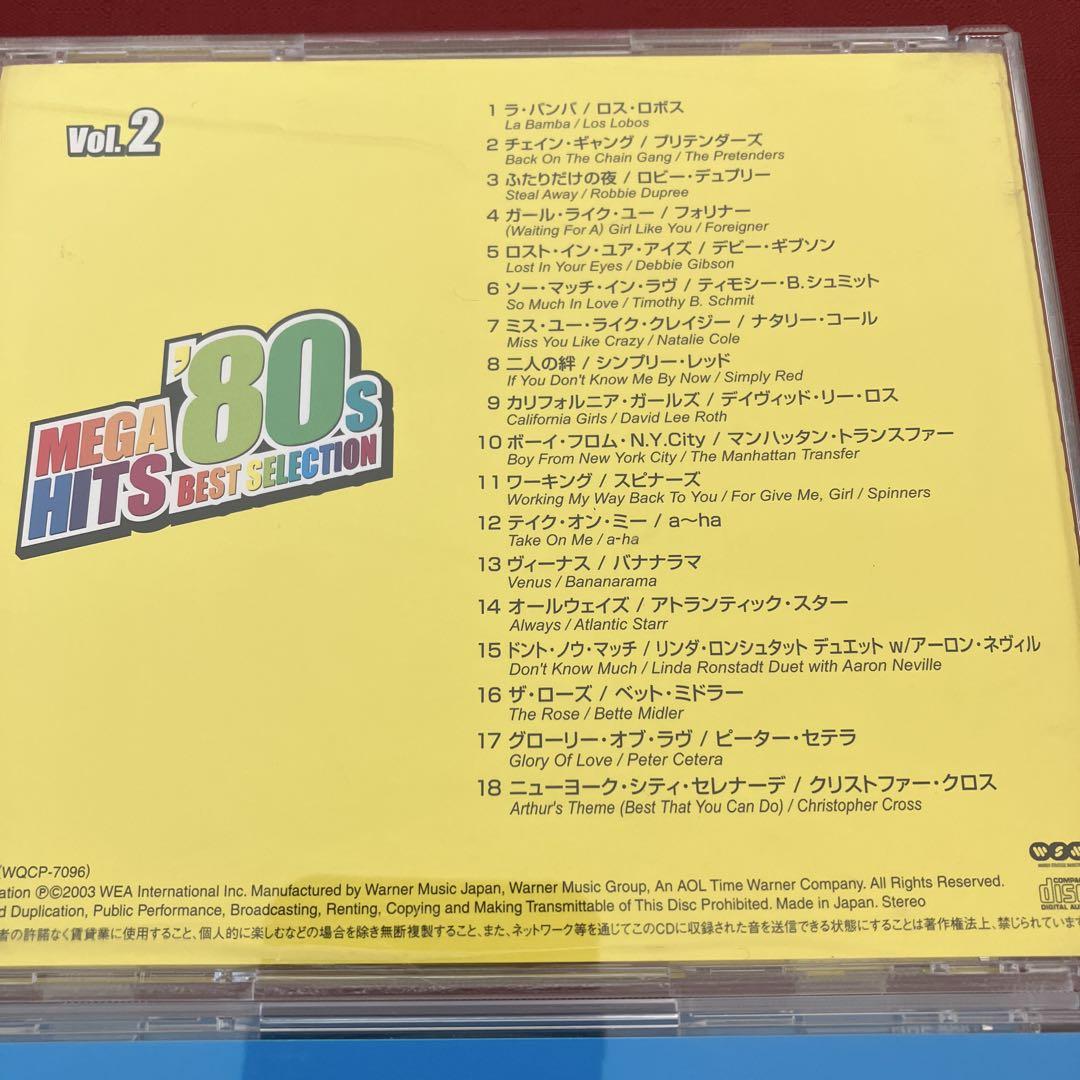 Vol.2
'80s
MEGA
HITS BEST SELECTION
1 ラ・バンバ / ロス・ロボス
La Bamba / Los Lobos
2 チェイン・ギャング / プリテンダーズ
Back On The Chain Gang / The Pretenders
3 ふたりだけの夜 / ロビー・デュプリー
Steal Away / Robbie Dupree
4 ガール・ライク・ユー / フォリナー
(Waiting For A) Girl Like You / Foreigner
5 ロスト・イン・ユア・アイズ / デビー・ギブソン
Lost In Your Eyes / Debbie Gibson
6 ソー・マッチ・イン・ラヴ / ティモシー・B.シュミット
So Much In Love / Timothy B. Schmit
7 ミス・ユー・ライク・クレイジー / ナタリー・コール
Miss You Like Crazy / Natalie Cole
8 二人の絆 / シンプリー・レッド
If You Don't Know Me By Now / Simply Red
9 カリフォルニア・ガールズ / デイヴィッド・リー・ロス
California Girls / David Lee Roth
10 ボーイ・フロム・N.Y.City / マンハッタン・トランスファー
Boy From New York City / The Manhattan Transfer
11 ワーキング / スピナーズ
Working My Way Back To You / For Give Me, Girl / Spinners
12 テイク・オン・ミー / a〜ha
Take On Me / a-ha
13 ヴィーナス / バナナラマ
Venus / Bananarama
14 オールウェイズ / アトランティック・スター
Always / Atlantic Starr
15 ドント・ノウ・マッチ / リンダ・ロンシュタット デュエット w/アーロン・ネヴィル
Don't Know Much / Linda Ronstadt Duet with Aaron Neville
16 ザ・ローズ / ベット・ミドラー
The Rose / Bette Midler
17 グローリー・オブ・ラヴ / ピーター・セテラ
Glory Of Love / Peter Cetera
18 ニューヨーク・シティ・セレナーデ / クリストファー・クロス
Arthur's Theme (Best That You Can Do) / Christopher Cross
(WQCP-7096)
ation ℗©2003 WEA International Inc. Manufactured by Warner Music Japan, Warner Music Group, An AOL Time Warner Company. All Rights Reserved.
d Duplication, Public Performance, Broadcasting, Renting, Copying and Making Transmittable of This Disc Prohibited. Made in Japan. Stereo
者の許諾なく賃貸業に使用すること、個人的に楽しむなどの場合を除き無断複製すること、また、ネットワーク等を通じてこのCDに収録された音を送信できる状態にすることは著作権法上、禁じられています
WSM
COMPAC
disc
DIGITAL AU